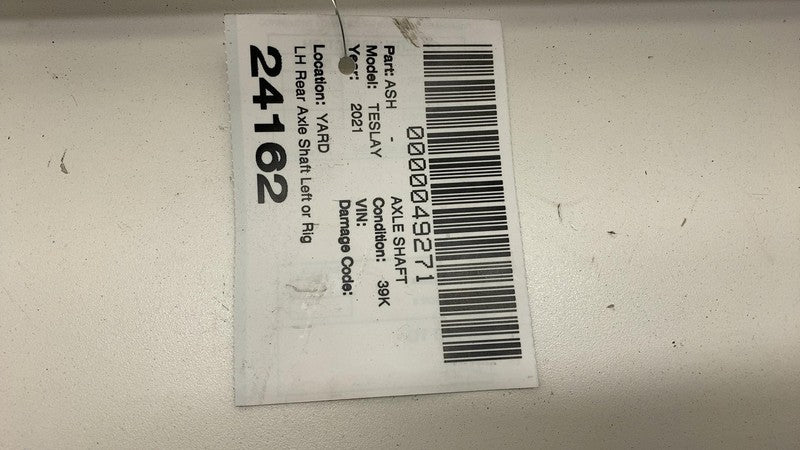 0000049271
Part: ASH - AXLE SHAFT
Model: TESLAY Condition: 39K
Year: 2021 VIN:
Damage Code:
Location: YARD
LH Rear Axle Shaft Left or Rig
24162